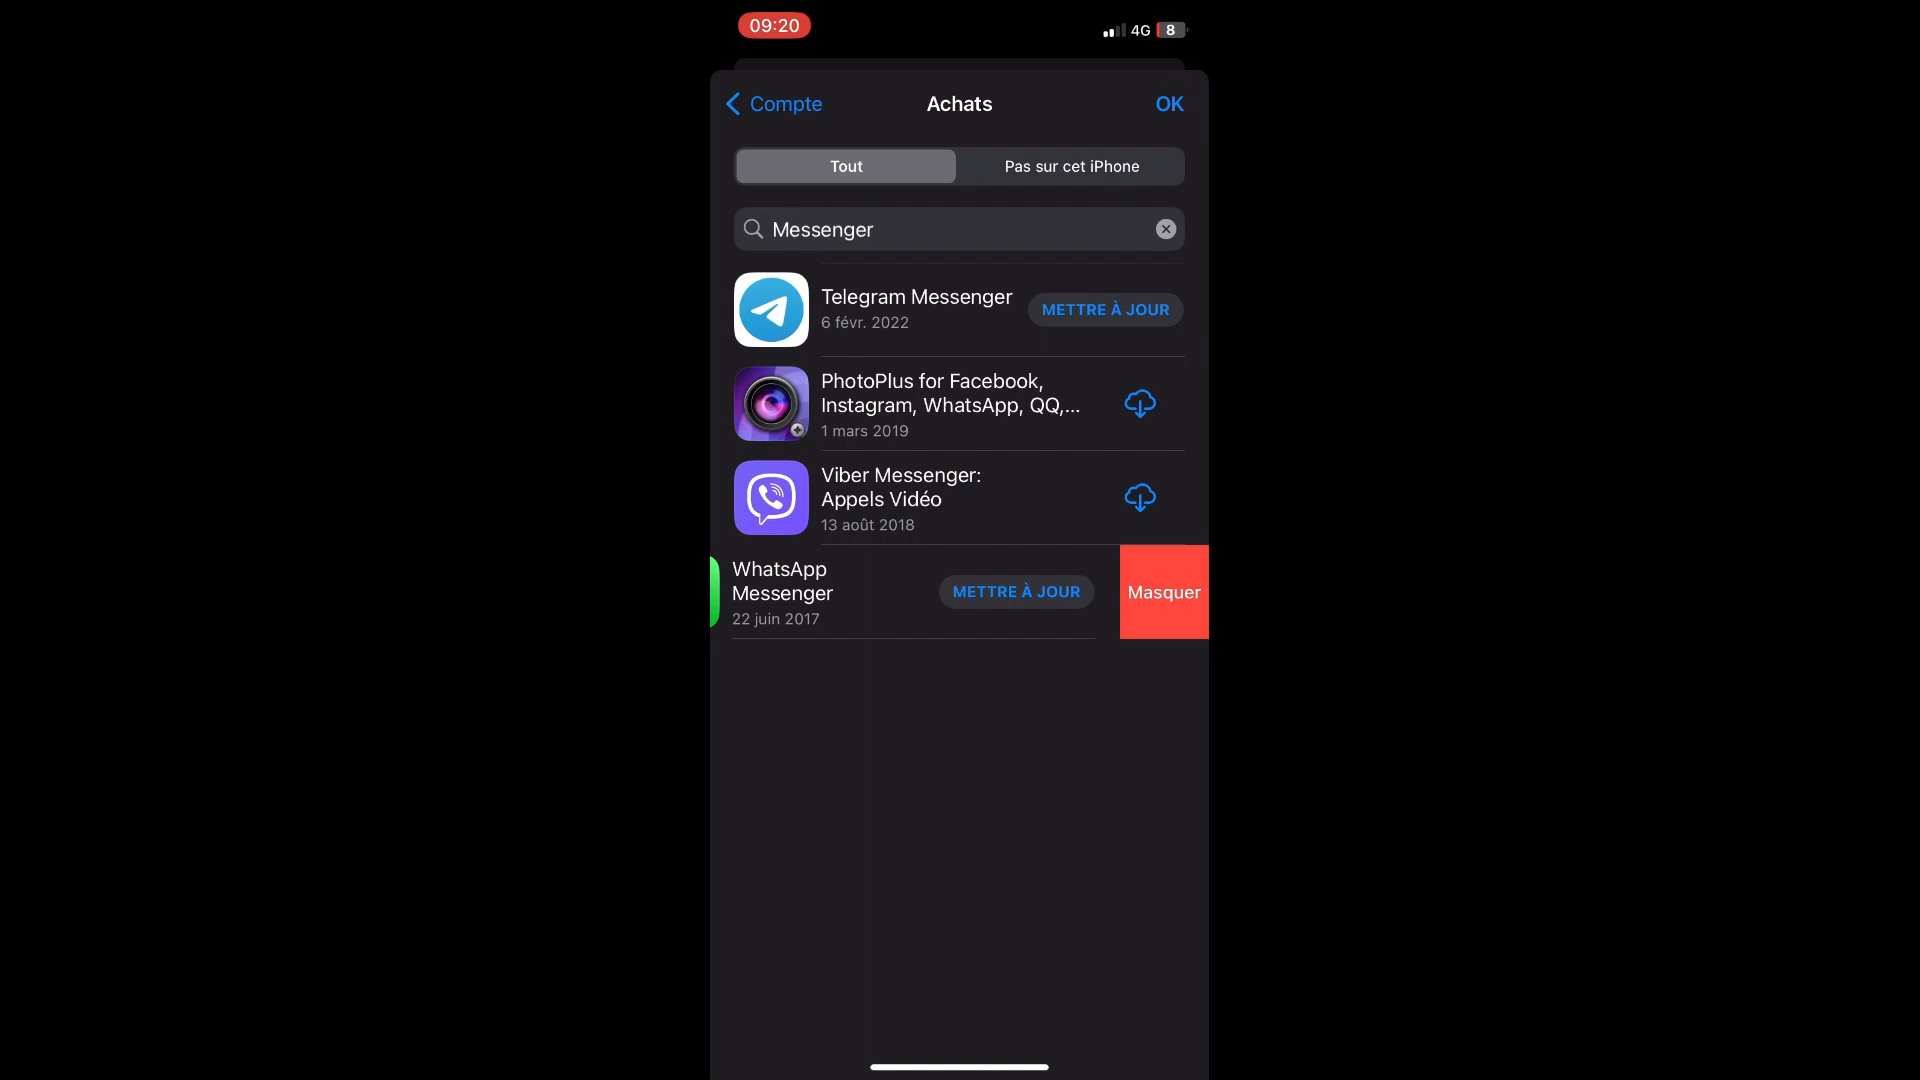 09:20
4G 8
Compte
Achats
OK
Tout
Pas sur cet iPhone
Messenger
Telegram Messenger
METTRE À JOUR
6 févr. 2022
PhotoPlus for Facebook,
Instagram, WhatsApp, QQ,...
1 mars 2019
Viber Messenger:
Appels Vidéo
13 août 2018
WhatsApp
Messenger
METTRE À JOUR
Masquer
22 juin 2017